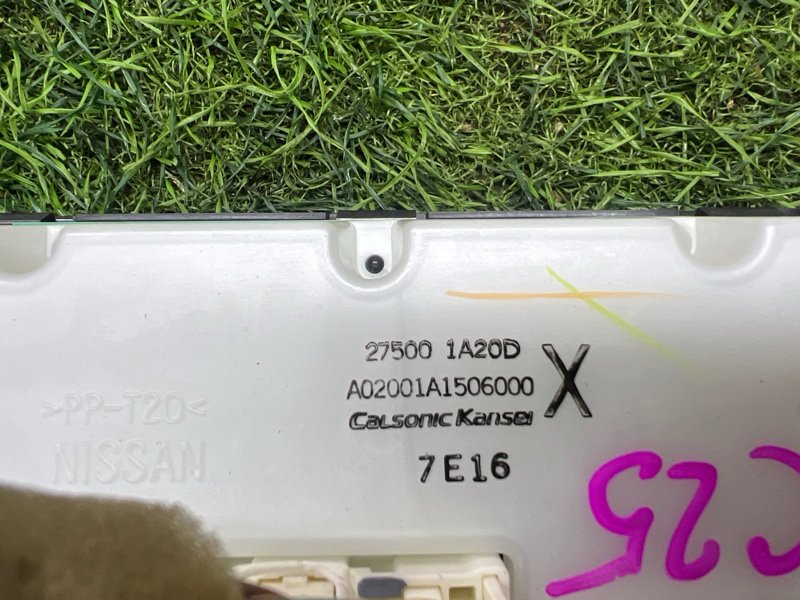 27500 1A20D
A02001A1506000 X
Calsonic Kansei
7E16
>PP-T20<
NISSAN
C25